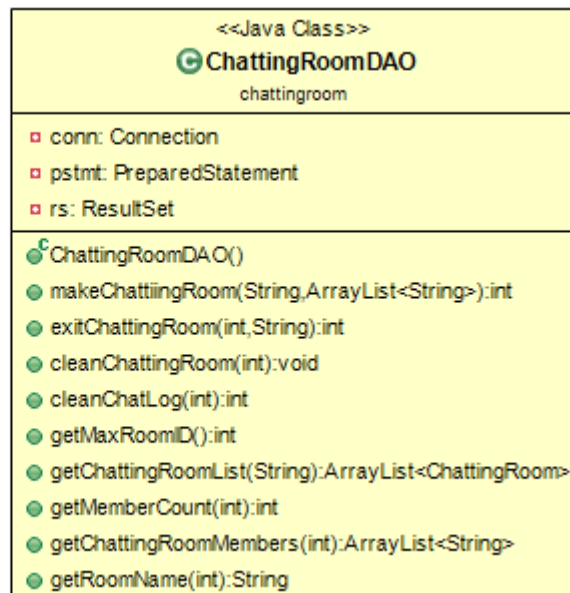 <<Java Class>>
ChattingRoomDAO
chattingroom
conn: Connection
pstmt: PreparedStatement
rs: ResultSet
ChattingRoomDAO()
makeChattiingRoom(String,ArrayList<String>):int
exitChattingRoom(int,String):int
cleanChattingRoom(int):void
cleanChatLog(int):int
getMaxRoomID():int
getChattingRoomList(String):ArrayList<ChattingRoom>
getMemberCount(int):int
getChattingRoomMembers(int):ArrayList<String>
getRoomName(int):String